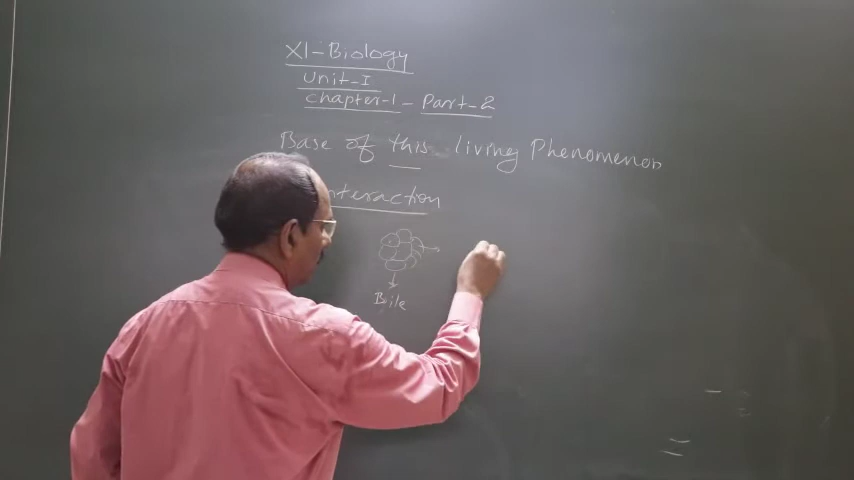 XI-Biology
Unit-I
Chapter-1 - Part-2
Base of this living Phenomenon
nteraction
Bile